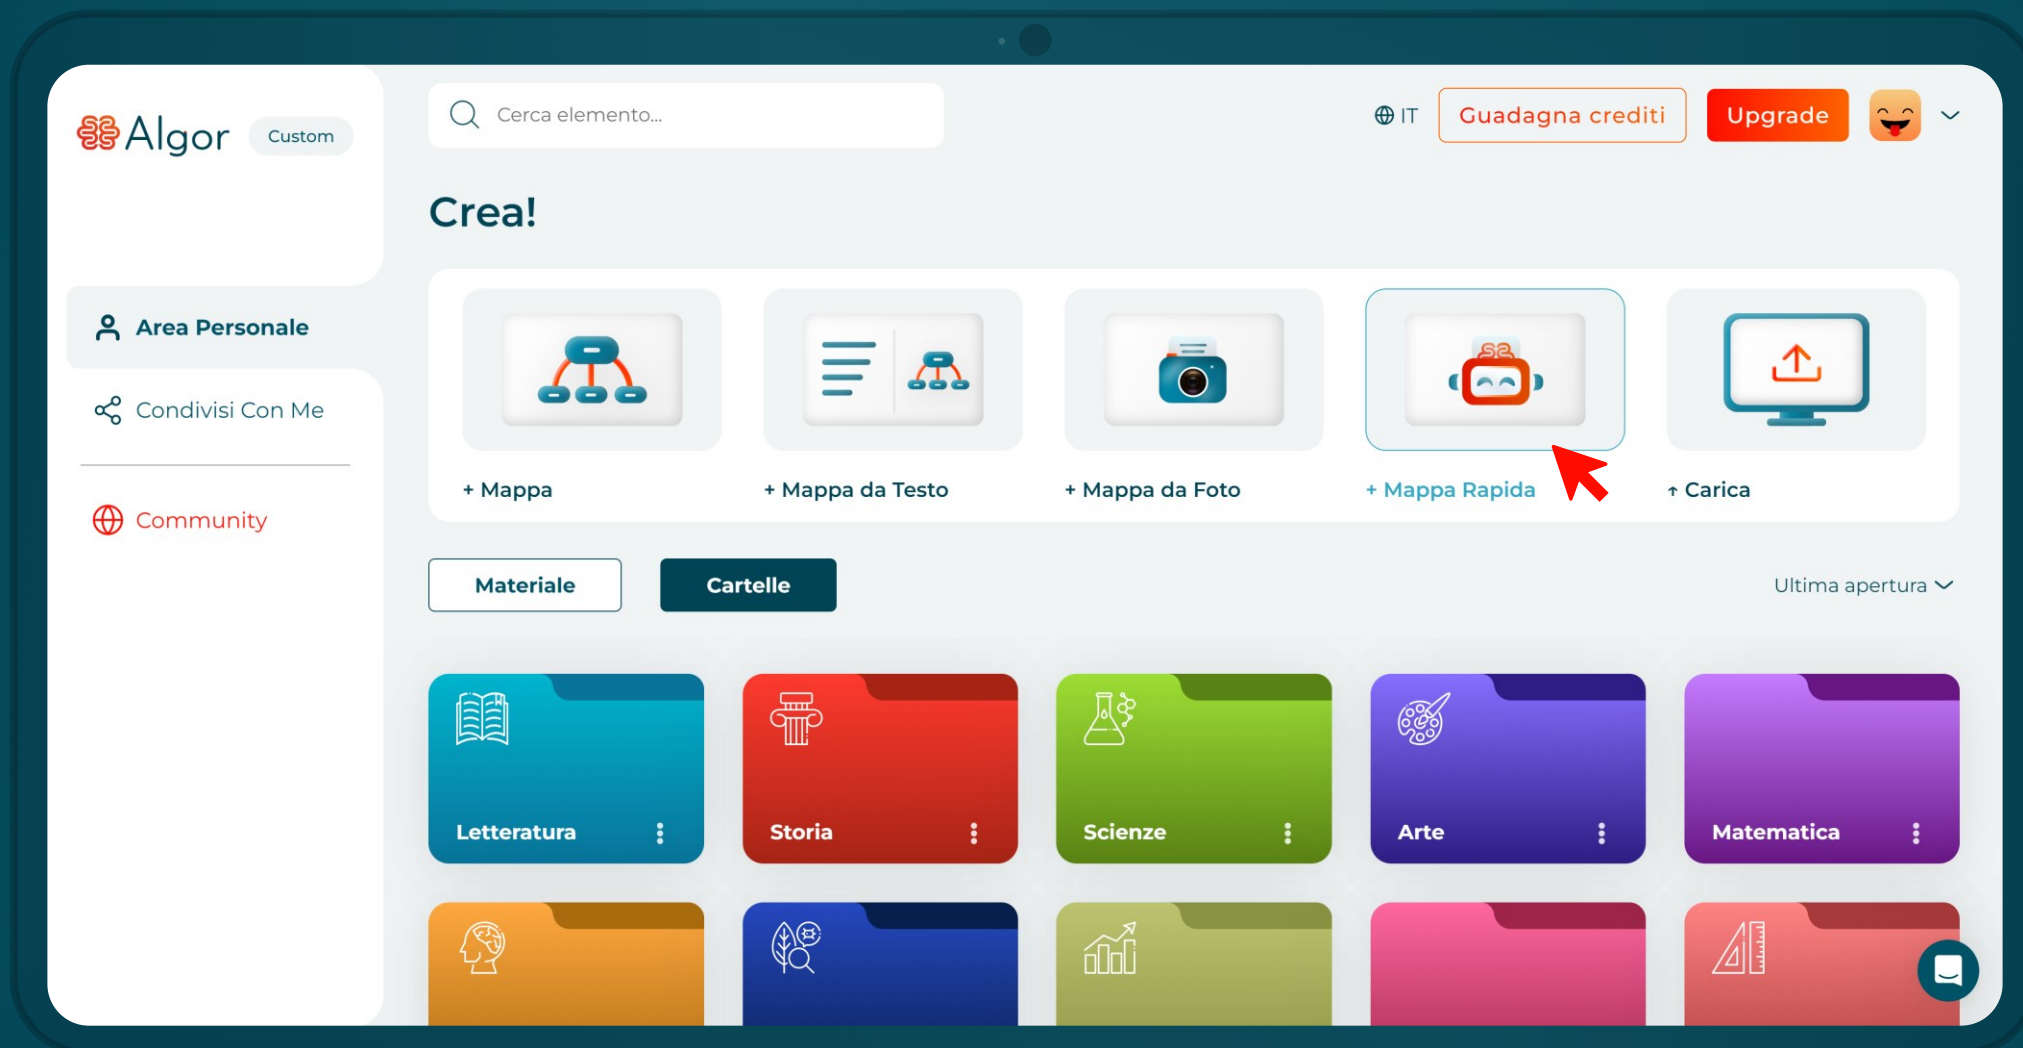 Algor
Custom
Cerca elemento...
IT
Guadagna crediti
Upgrade
Crea!
Area Personale
Condivisi Con Me
Community
+ Mappa
+ Mappa da Testo
+ Mappa da Foto
+ Mappa Rapida
↑ Carica
Materiale
Cartelle
Ultima apertura
Letteratura
Storia
Scienze
Arte
Matematica